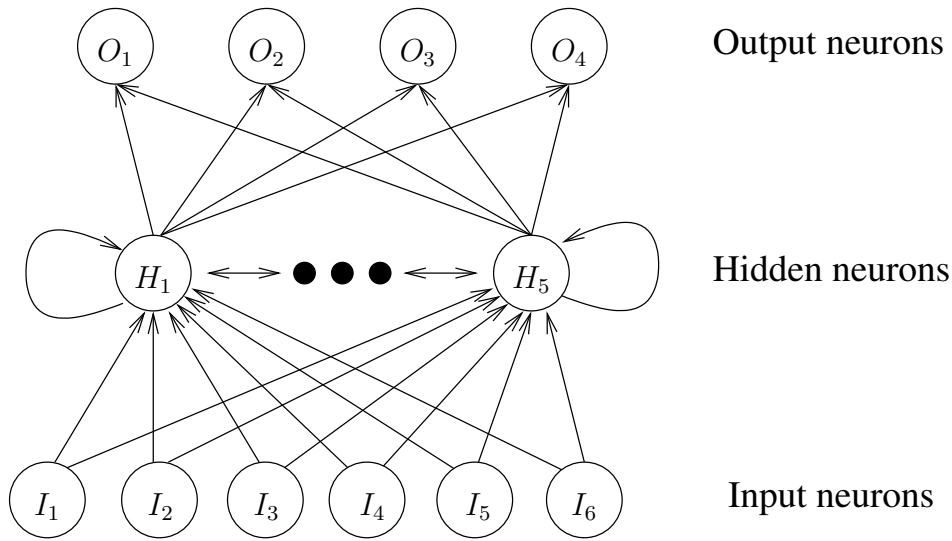 O₁ O₂ O₃ O₄ Output neurons
H₁ H₅ Hidden neurons
I₁ I₂ I₃ I₄ I₅ I₆ Input neurons